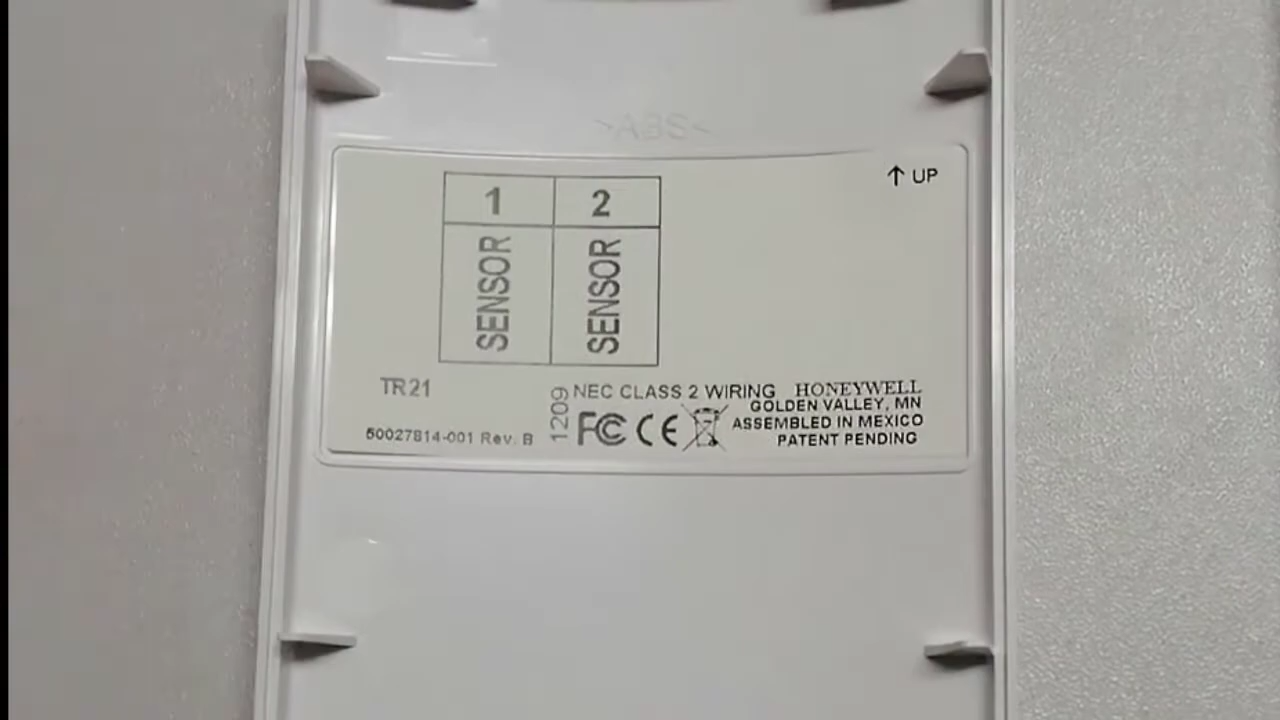 >ABS<
↑ UP
1 2
SENSOR SENSOR
TR21
1209
NEC CLASS 2 WIRING HONEYWELL
GOLDEN VALLEY, MN
ASSEMBLED IN MEXICO
PATENT PENDING
50027814-001 Rev. B
FC CE